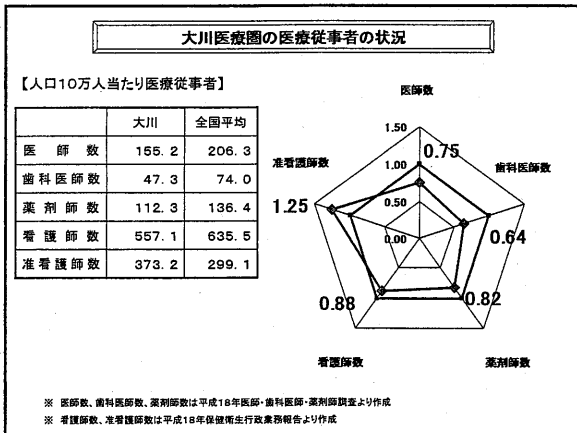 大川医療圏の医療従事者の状況
【人口10万人当たり医療従事者】
大川 全国平均
医師数 155.2 206.3
歯科医師数 47.3 74.0
薬剤師数 112.3 136.4
看護師数 557.1 635.5
准看護師数 373.2 299.1
医師数
1.50
0.75
1.00
准看護師数
歯科医師数
1.25
0.50
0.00
0.64
0.88
0.82
看護師数
薬剤師数
※ 医師数、歯科医師数、薬剤師数は平成18年医師・歯科医師・薬剤師調査より作成
※ 看護師数、准看護師数は平成18年保健衛生行政業務報告より作成